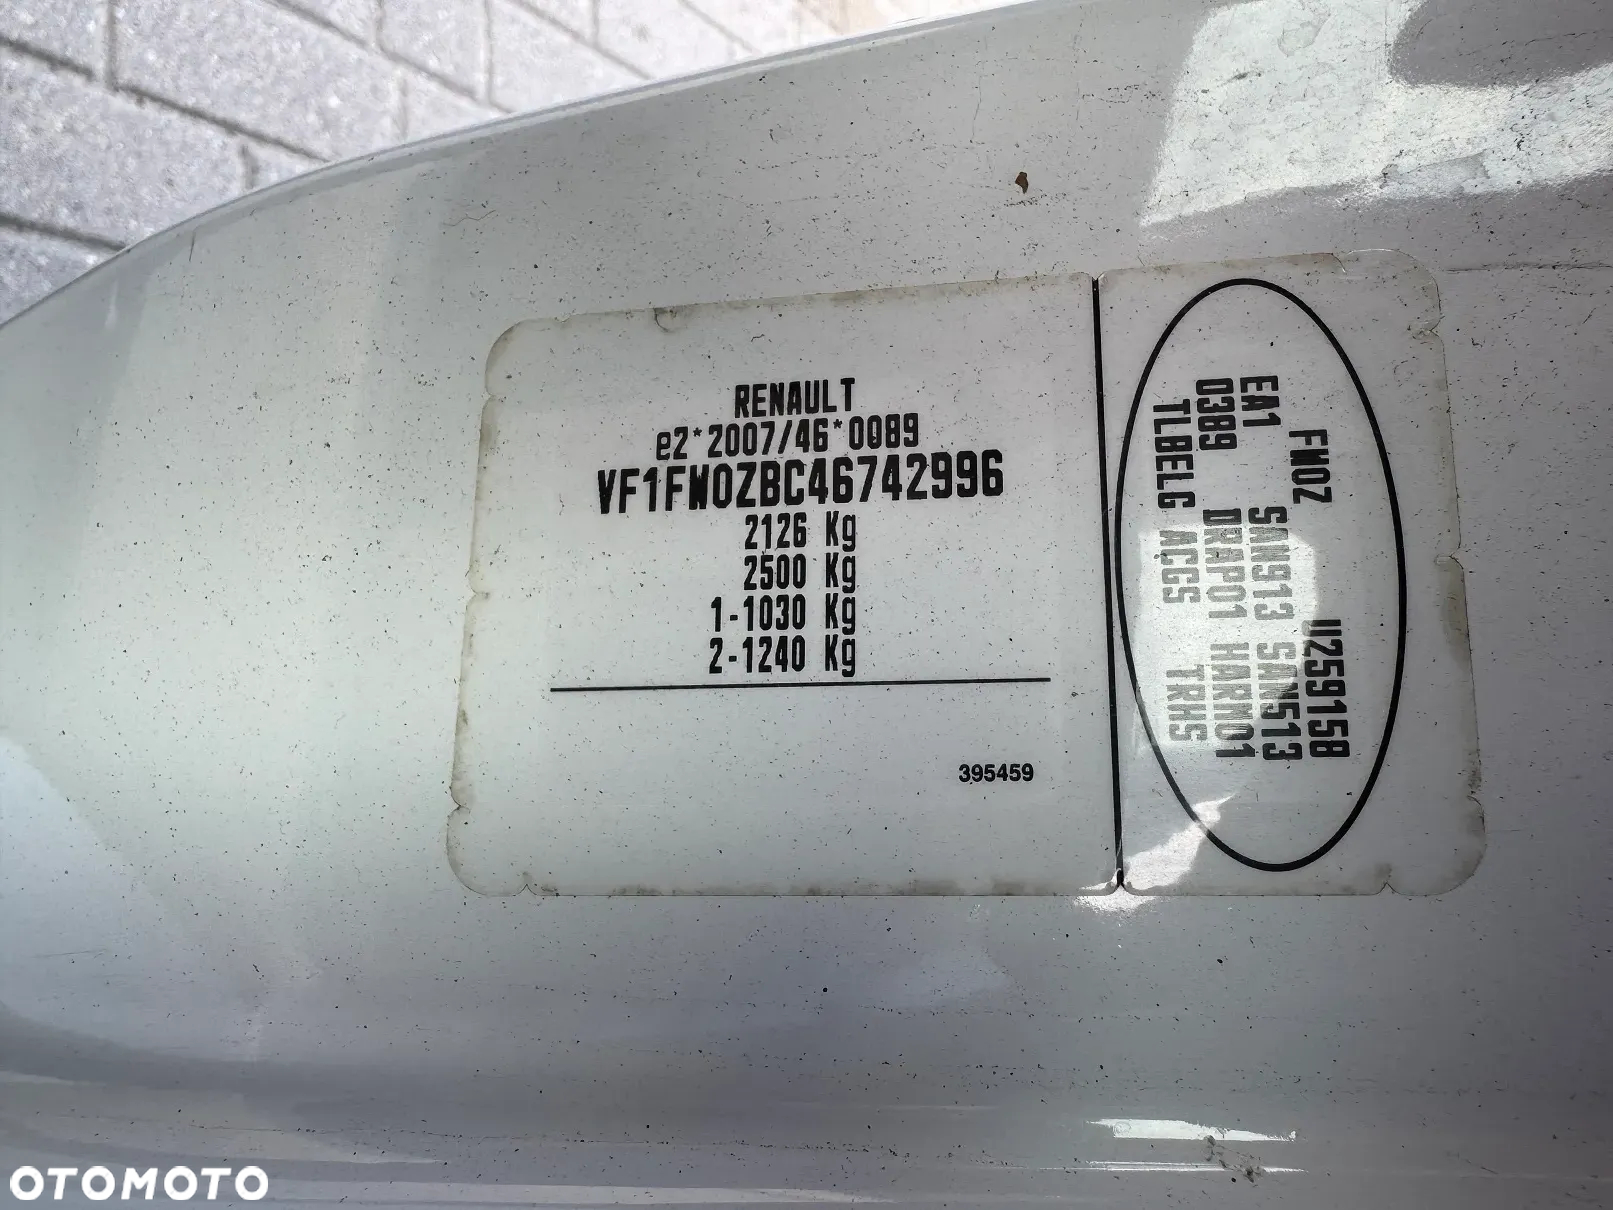 RENAULT
e2*2007/46*0089
VF1FW0ZBC46742996
2126 Kg
2500 Kg
1-1030 Kg
2-1240 Kg
395459
FW0Z U259158
EA1 SAN913 SAN513
0389 DRAP01 HARM01
TLBELG ACGS TRHS
OTOMOTO